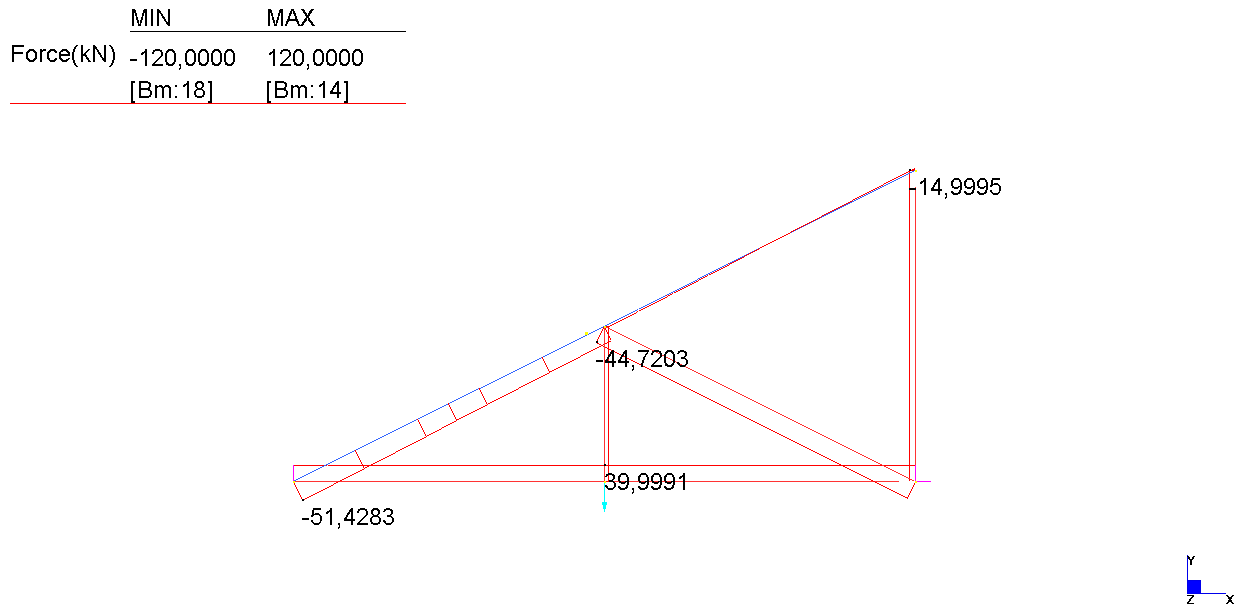 MIN MAX
Force(kN) -120,0000 120,0000
[Bm:18] [Bm:14]
-14,9995
-44,7203
39,9991
-51,4283
Y
Z X